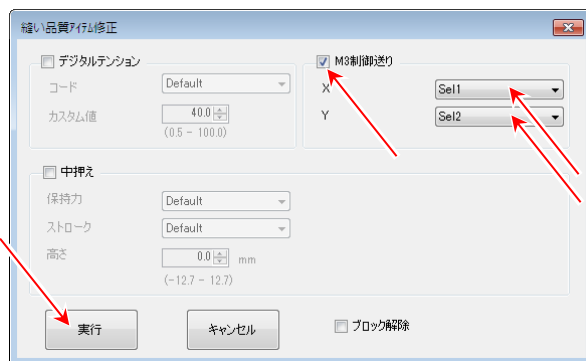 縫い品質ｱｲﾃﾑ修正
デジタルテンション
コード Default
カスタム値 40.0
(0.5 - 100.0)
M3制御送り
X Sel1
Y Sel2
中押え
保持力 Default
ストローク Default
高さ 0.0 mm
(-12.7 - 12.7)
実行 キャンセル ブロック解除